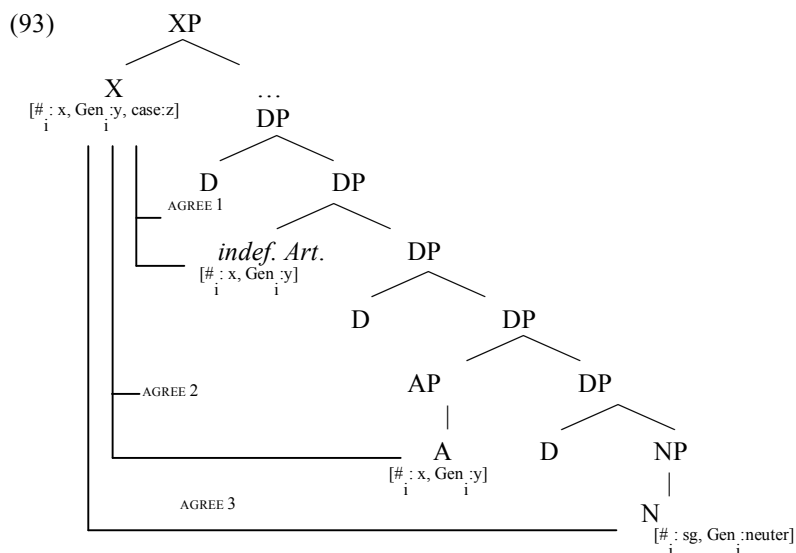 (93) XP
X
[#i: x, Geni:y, case:z]
…
DP
D DP
AGREE 1
indef. Art.
[#i: x, Geni:y]
DP
D DP
AGREE 2
AP DP
A D NP
[#i: x, Geni:y]
AGREE 3
N
[#i: sg, Geni:neuter]